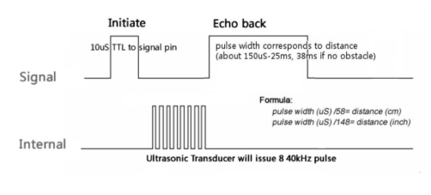 Initiate
Echo back
10uS TTL to signal pin
pulse width corresponds to distance
(about 150uS-25ms, 38ms if no obstacle)
Signal
Formula:
pulse width (uS) /58= distance (cm)
pulse width (uS) /148= distance (inch)
Internal
Ultrasonic Transducer will issue 8 40kHz pulse